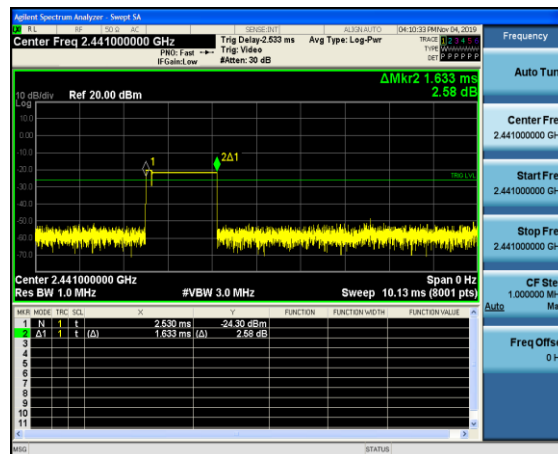 Agilent Spectrum Analyzer - Swept SA
RL RF 50 Ω AC SENSE:INT ALIGN AUTO 04:10:33 PM Nov 04, 2019
Center Freq 2.441000000 GHz
Trig Delay-2.533 ms Avg Type: Log-Pwr
TRACE 1 2 3 4 5 6
PNO: Fast Trig: Video
TYPE
IFGain:Low #Atten: 30 dB
DET P P P P P P
ΔMkr2 1.633 ms
2.58 dB
10 dB/div Ref 20.00 dBm
Log
10.0
0.00
-10.0
-20.0
-30.0
-40.0
-50.0
-60.0
-70.0
1
2Δ1
TRIG LVL
Center 2.441000000 GHz Span 0 Hz
Res BW 1.0 MHz #VBW 3.0 MHz Sweep 10.13 ms (8001 pts)
MKR MODE TRC SCL X Y FUNCTION FUNCTION WIDTH FUNCTION VALUE
1 N 1 t 2.530 ms -24.30 dBm
2 Δ1 1 t (Δ) 1.633 ms (Δ) 2.58 dB
3
4
5
6
7
8
9
10
11
MSG STATUS
Frequency
Auto Tun
Center Fre
2.441000000 GH
Start Fre
2.441000000 GH
Stop Fre
2.441000000 GH
CF Ste
1.000000 MH
Auto Ma
Freq Offse
0 H